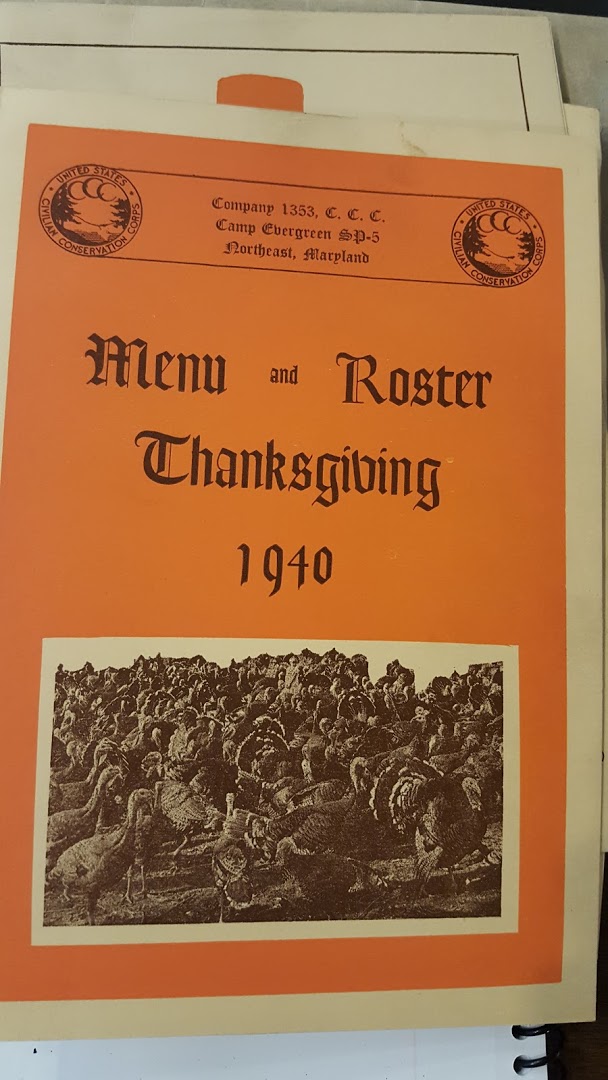 Company 1353, C. C. C.
Camp Evergreen SP-5
Northeast, Maryland
UNITED STATES
CCC
CIVILIAN CONSERVATION CORPS
UNITED STATES
CCC
CIVILIAN CONSERVATION CORPS
Menu and Roster
Thanksgiving
1940